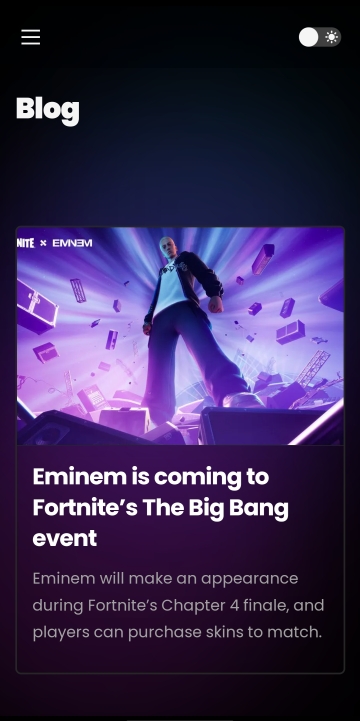 Blog
NITE × EMINEM
Eminem is coming to
Fortnite’s The Big Bang
event
Eminem will make an appearance
during Fortnite’s Chapter 4 finale, and
players can purchase skins to match.